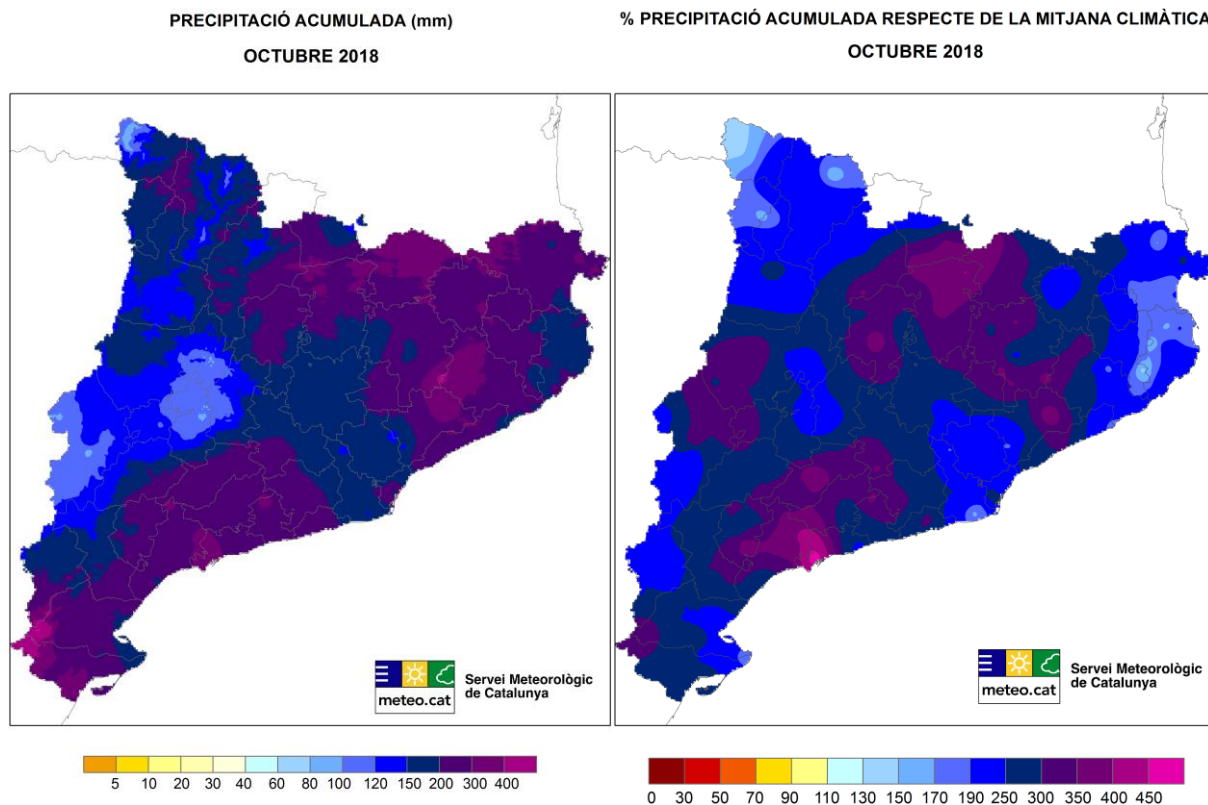 PRECIPITACIÓ ACUMULADA (mm)
OCTUBRE 2018
% PRECIPITACIÓ ACUMULADA RESPECTE DE LA MITJANA CLIMÀTICA
OCTUBRE 2018
meteo.cat
Servei Meteorològic
de Catalunya
meteo.cat
Servei Meteorològic
de Catalunya
5 10 20 30 40 60 80 100 120 150 200 300 400
0 30 50 70 90 110 130 150 170 190 250 300 350 400 450